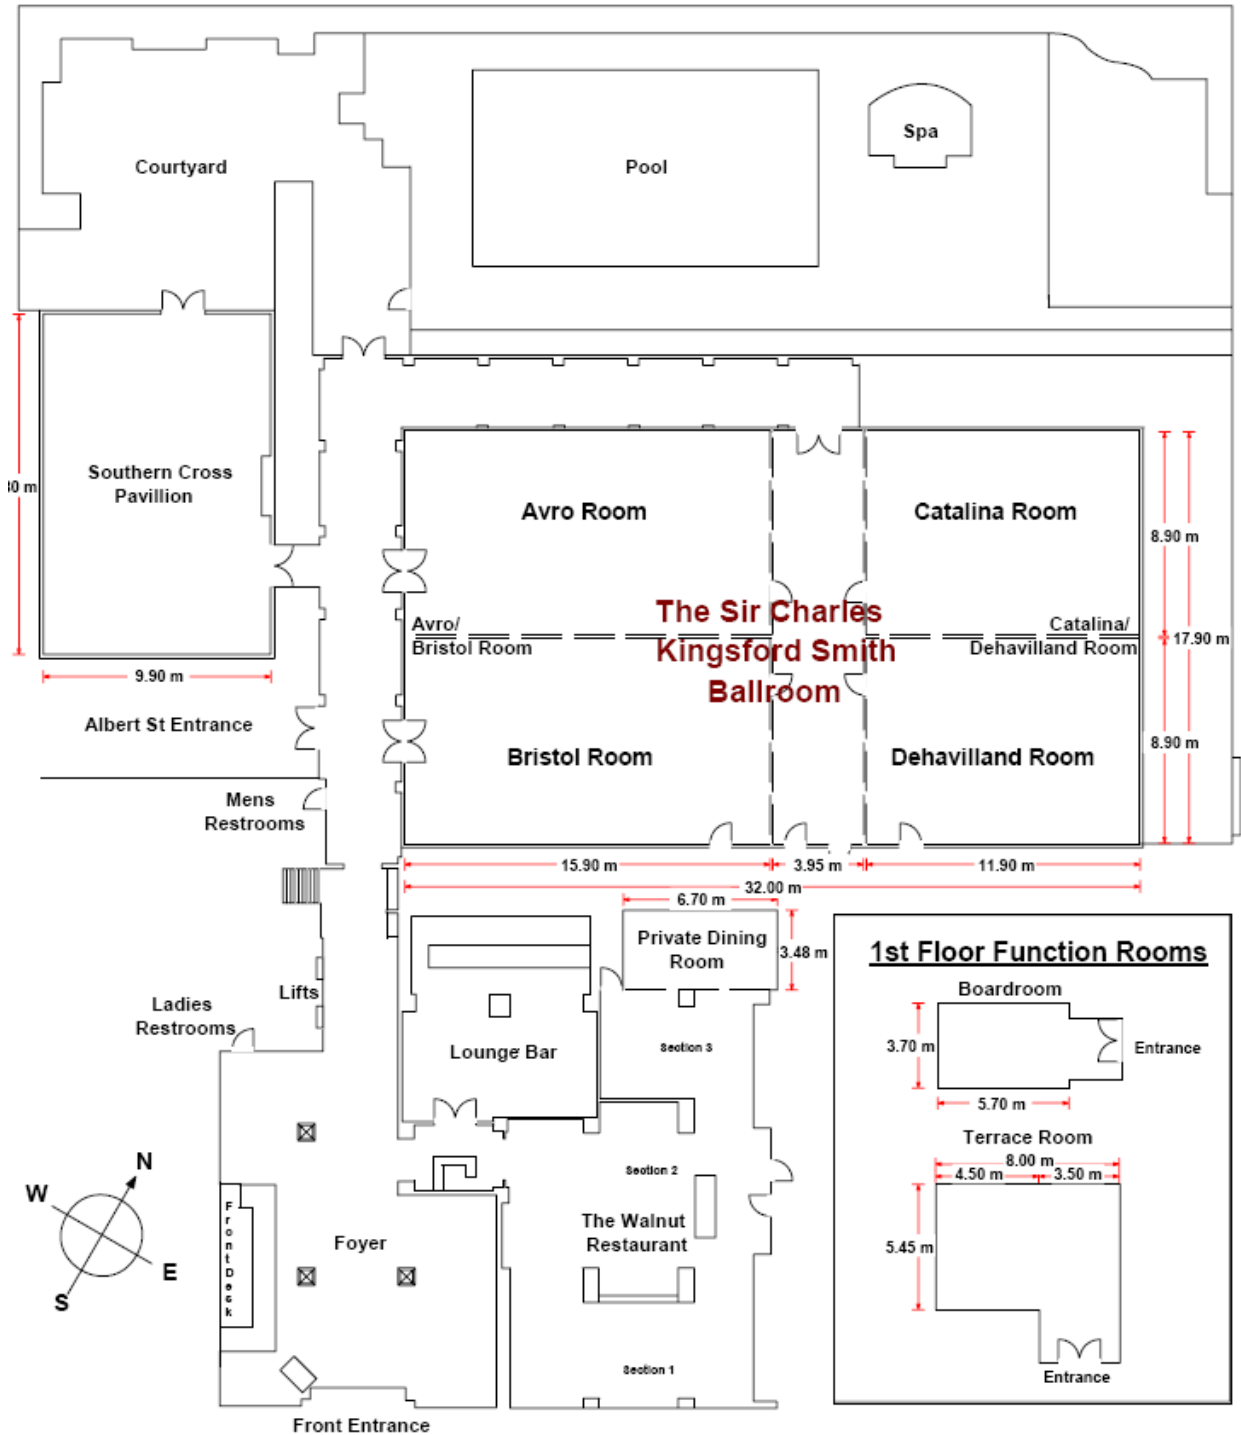 Courtyard
Pool
Spa
Southern Cross
Pavillion
0 m
9.90 m
Albert St Entrance
Avro Room
Catalina Room
8.90 m
The Sir Charles
Kingsford Smith
Ballroom
Avro/
Bristol Room
Catalina/
Dehavilland Room
17.90 m
8.90 m
Bristol Room
Dehavilland Room
Mens
Restrooms
15.90 m
3.95 m
11.90 m
32.00 m
6.70 m
Private Dining
Room
3.48 m
Lifts
Ladies
Restrooms
Lounge Bar
Section 3
Section 2
The Walnut
Restaurant
Section 1
N
W
E
S
Front Desk
Foyer
Front Entrance
1st Floor Function Rooms
Boardroom
3.70 m
Entrance
5.70 m
Terrace Room
8.00 m
4.50 m
3.50 m
5.45 m
Entrance